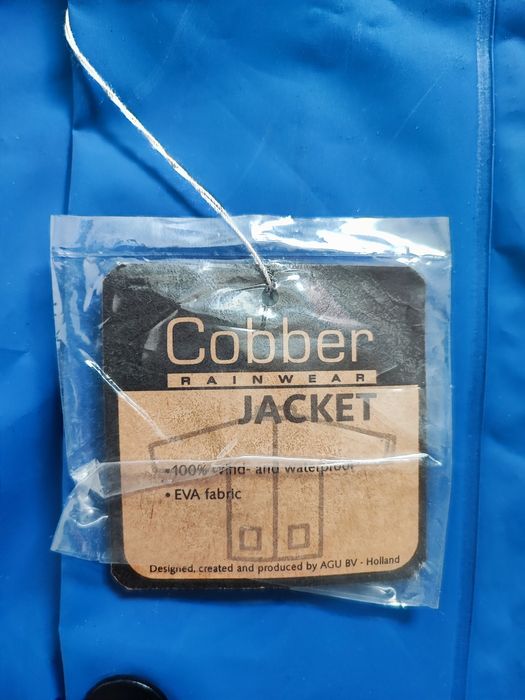 Cobber
RAINWEAR
JACKET
• 100% wind- and waterproof
• EVA fabric
Designed, created and produced by AGU BV - Holland